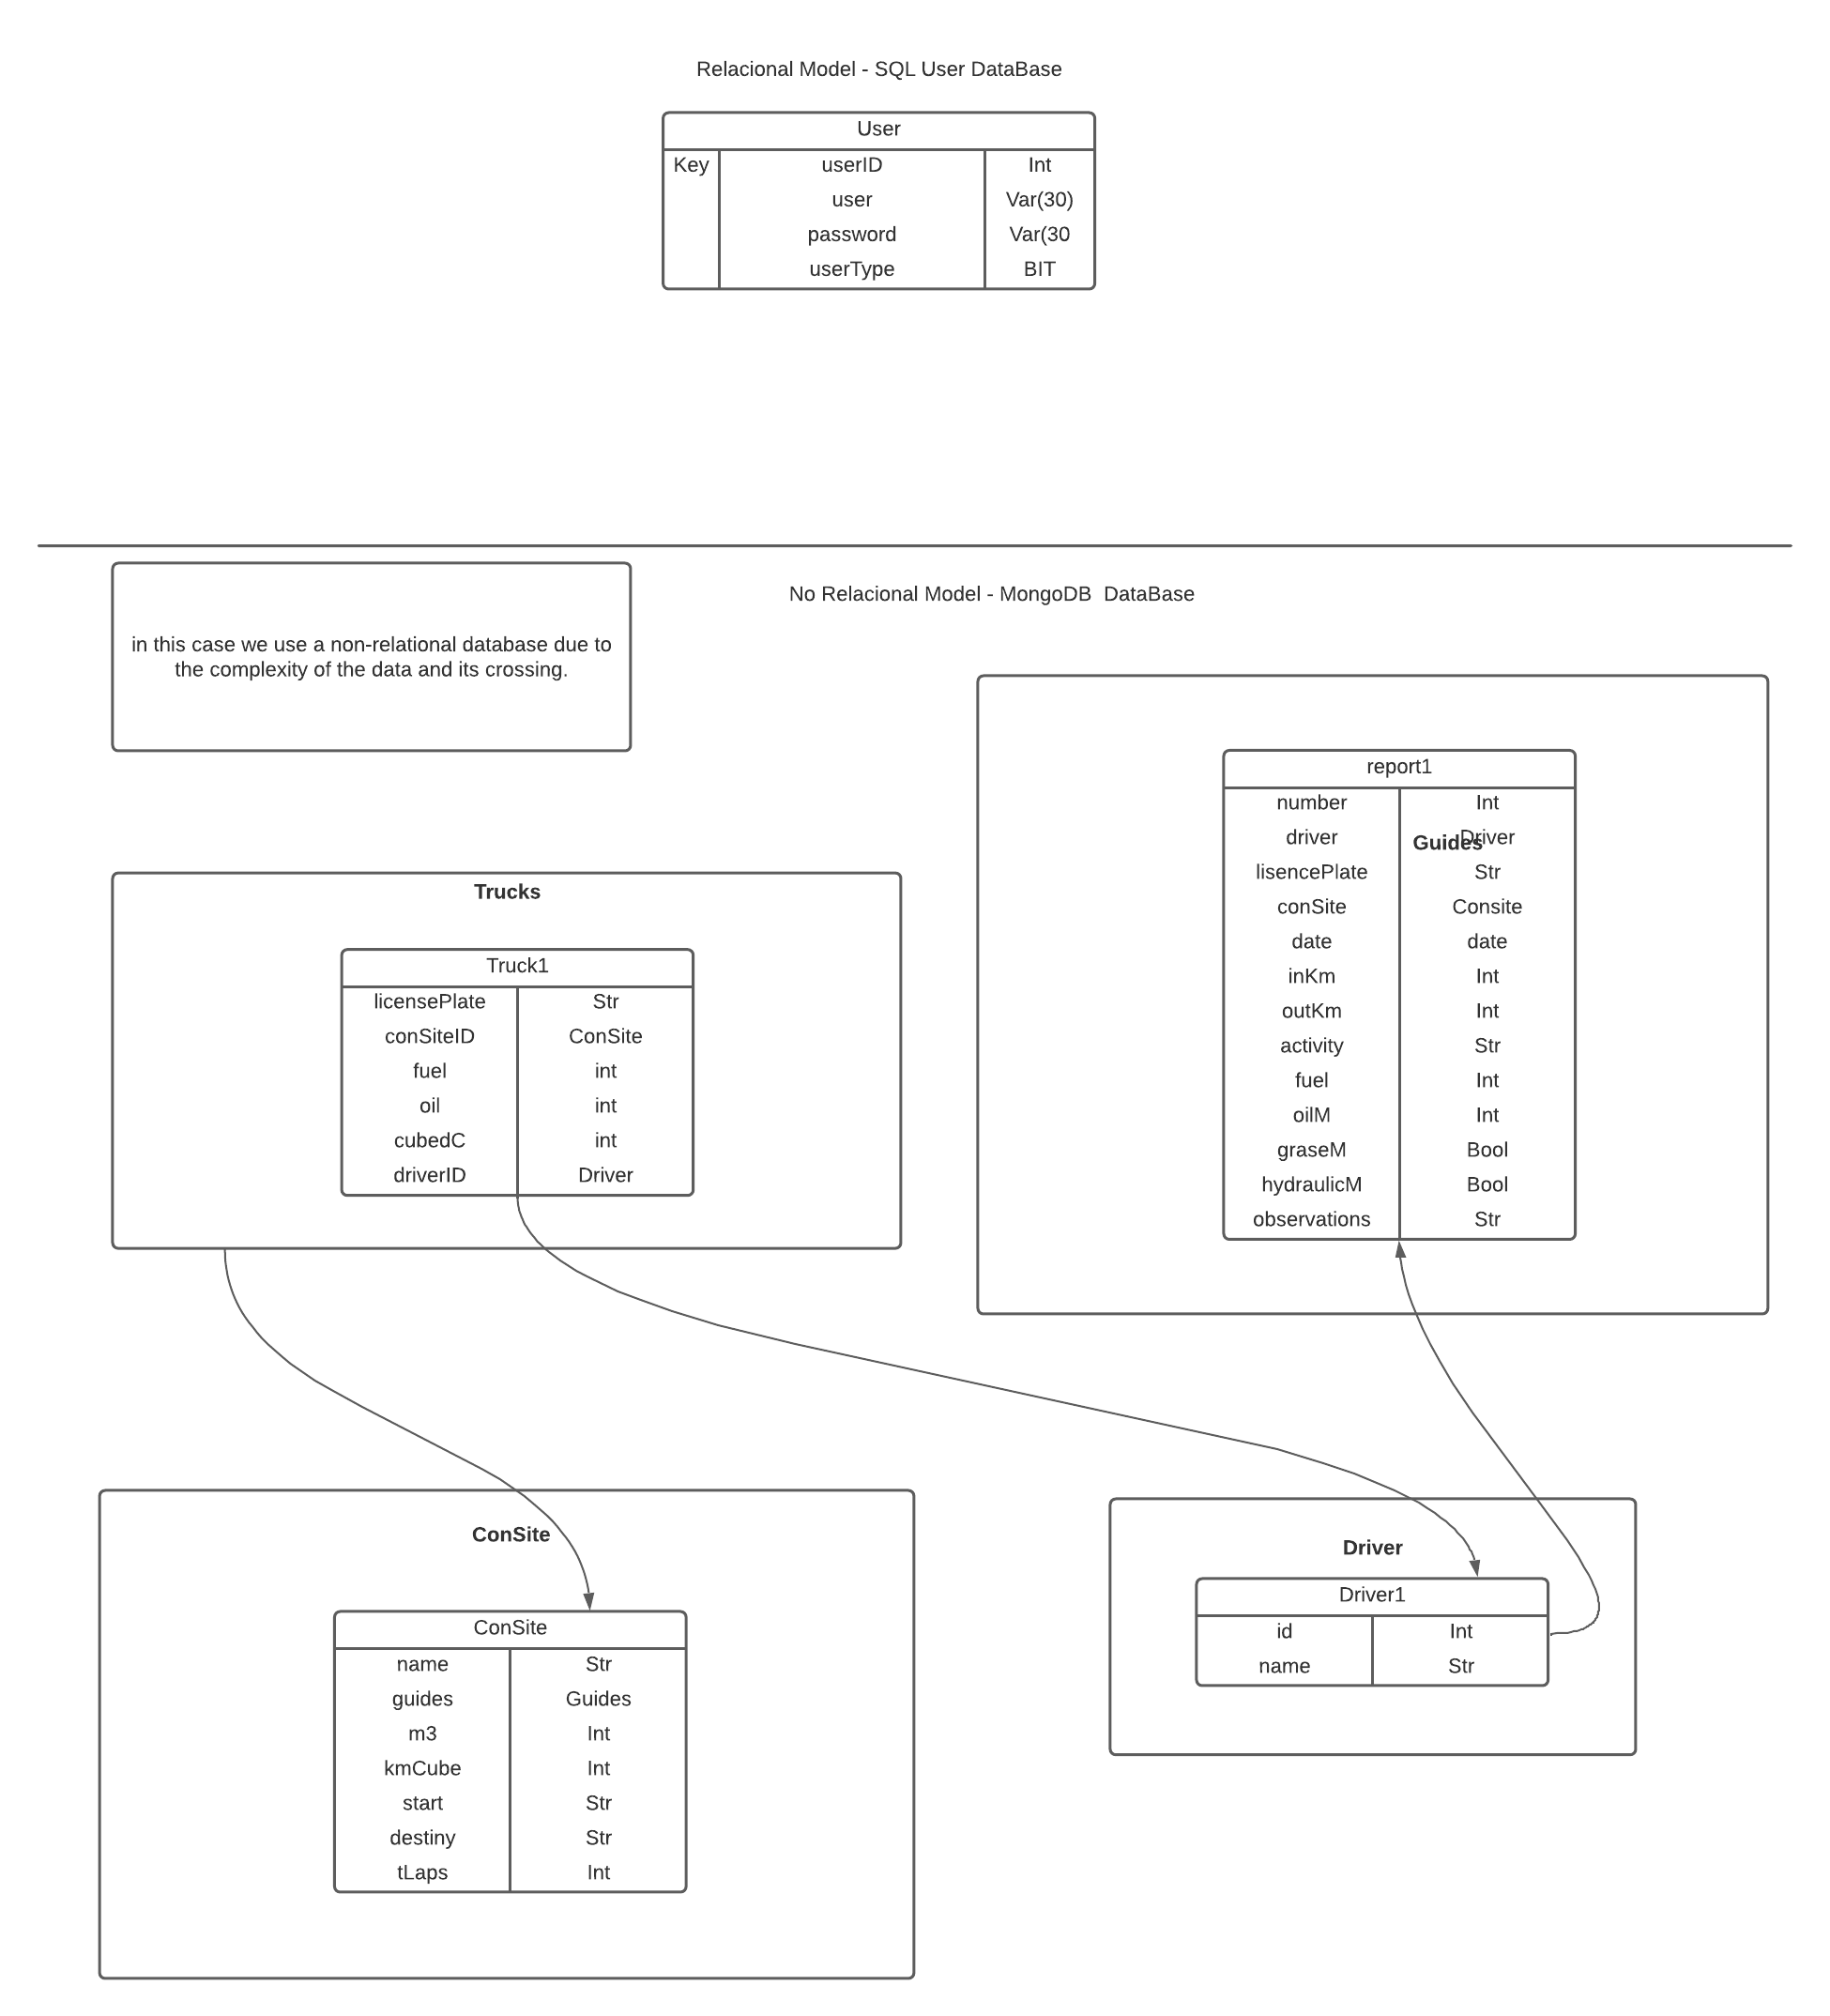 Relacional Model - SQL User DataBase
User
Key userID Int
user Var(30)
password Var(30
userType BIT
No Relacional Model - MongoDB  DataBase
in this case we use a non-relational database due to
the complexity of the data and its crossing.
Guides
report1
number Int
driver Driver
lisencePlate Str
conSite Consite
date date
inKm Int
outKm Int
activity Str
fuel Int
oilM Int
graseM Bool
hydraulicM Bool
observations Str
Trucks
Truck1
licensePlate Str
conSiteID ConSite
fuel int
oil int
cubedC int
driverID Driver
ConSite
ConSite
name Str
guides Guides
m3 Int
kmCube Int
start Str
destiny Str
tLaps Int
Driver
Driver1
id Int
name Str